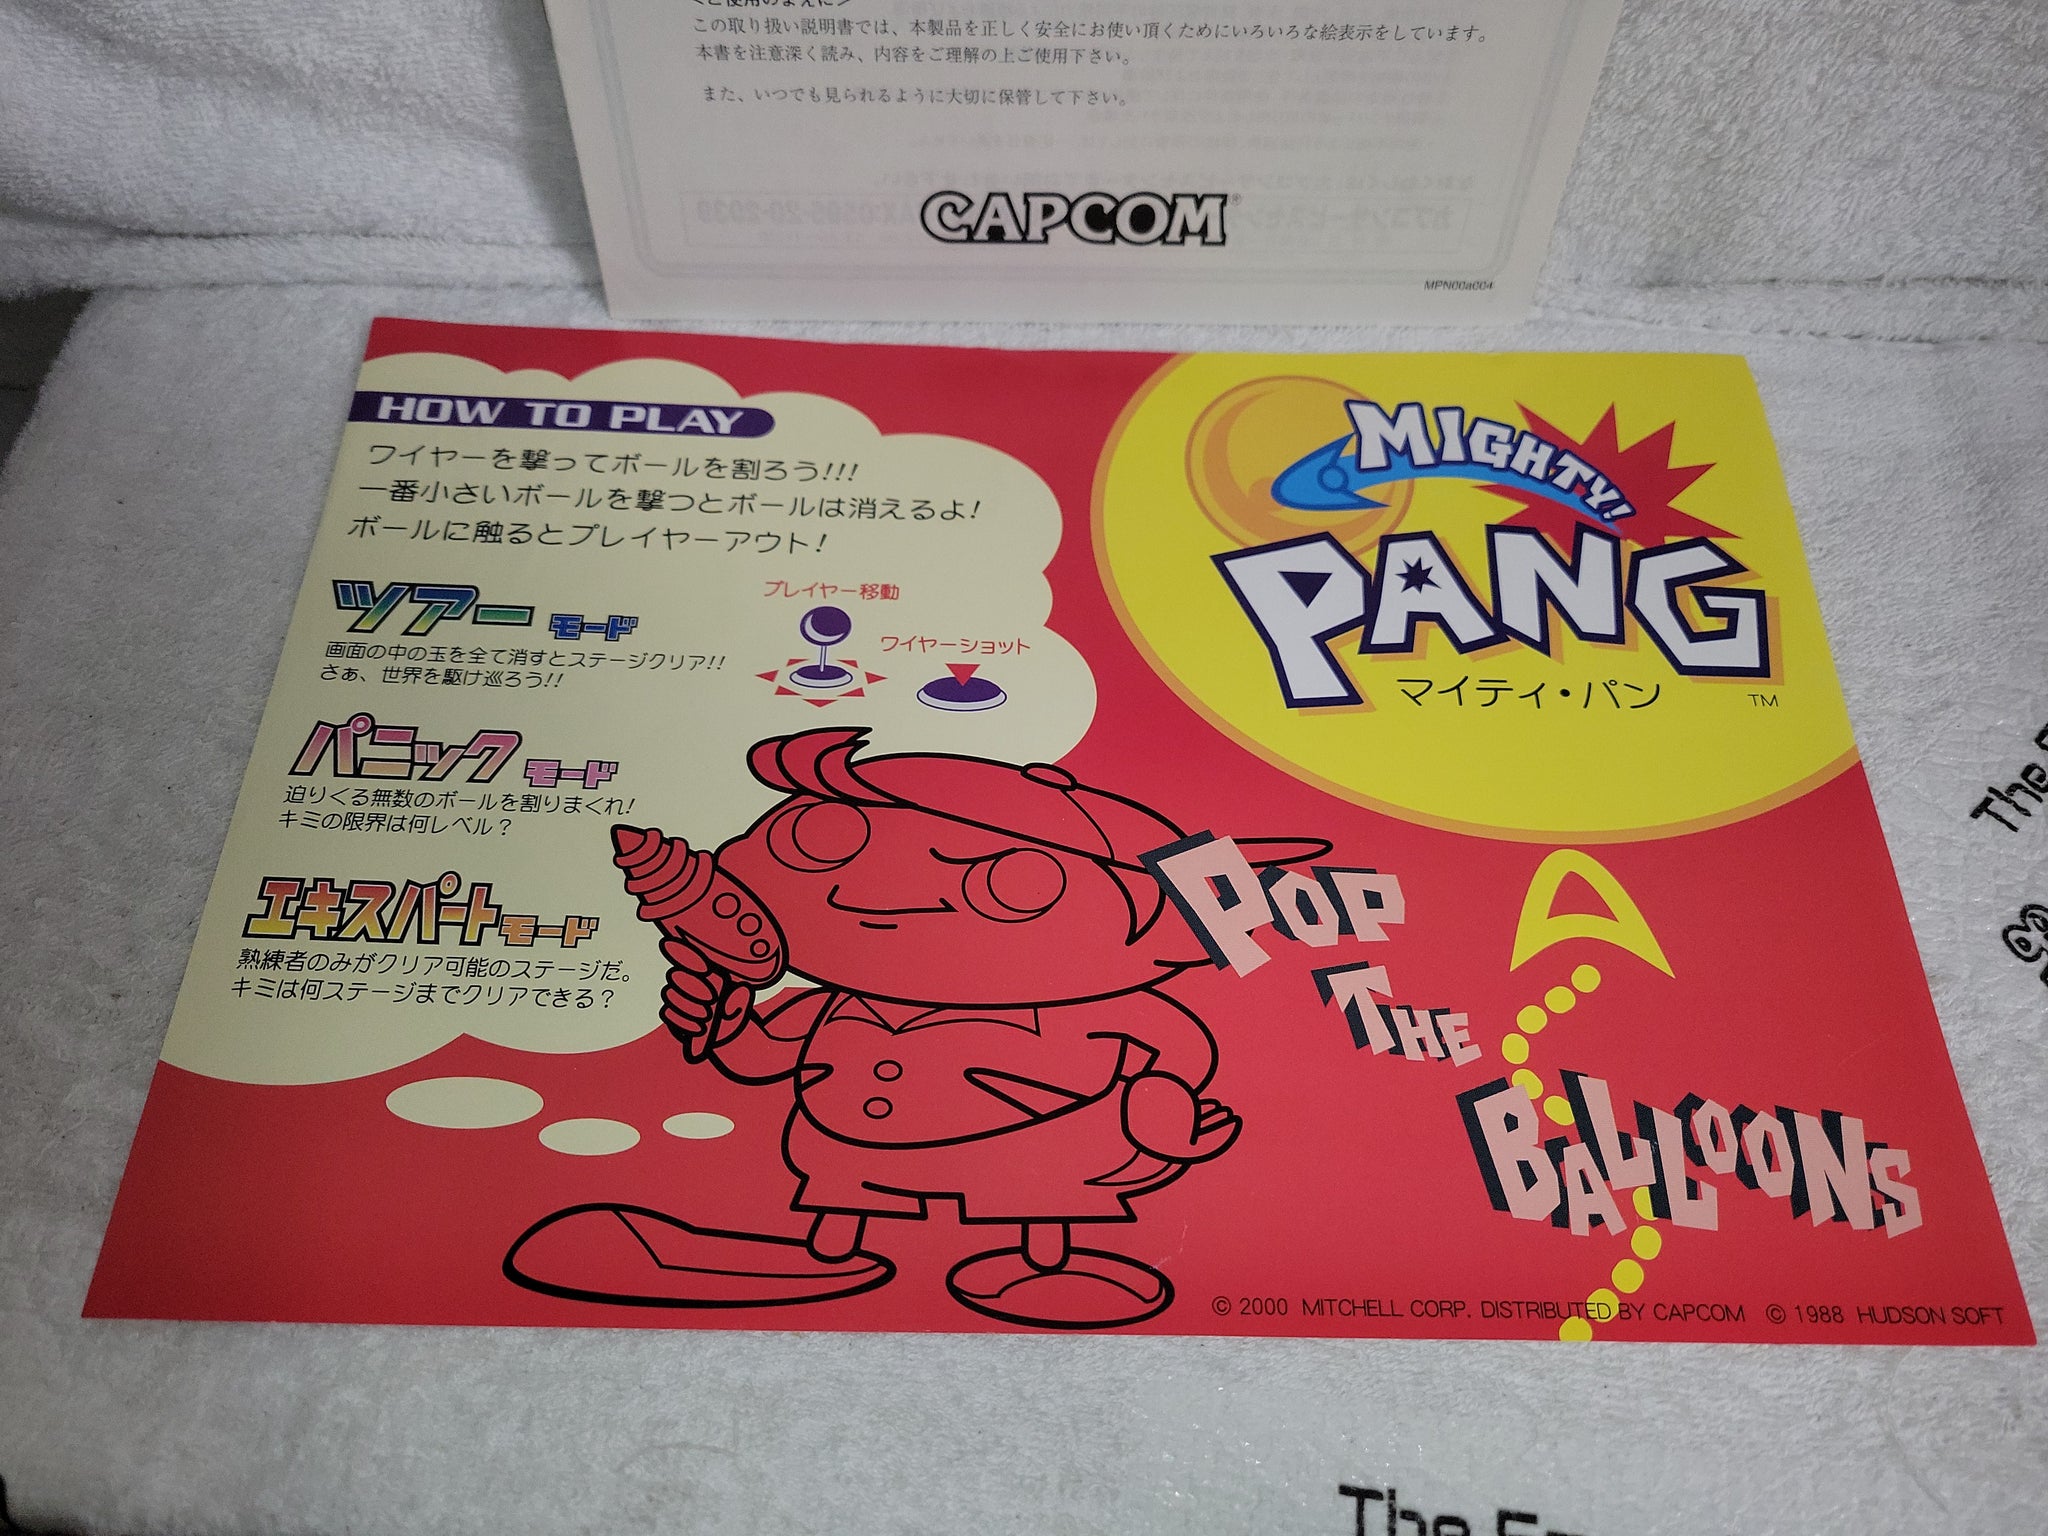 <ご使用のまえに>
この取り扱い説明書では、本製品を正しく安全にお使い頂くためにいろいろな絵表示をしています。
本書を注意深く読み、内容をご理解の上ご使用下さい。
また、いつでも見られるように大切に保管して下さい。
CAPCOM®
MPN00a004
HOW TO PLAY
ワイヤーを撃ってボールを割ろう!!!
一番小さいボールを撃つとボールは消えるよ!
ボールに触るとプレイヤーアウト!
ツアーモード
画面の中の玉を全て消すとステージクリア!!
さぁ、世界を駆け巡ろう!!
プレイヤー移動
ワイヤーショット
パニックモード
迫りくる無数のボールを割りまくれ!
キミの限界は何レベル?
エキスパートモード
熟練者のみがクリア可能のステージだ。
キミは何ステージまでクリアできる?
MIGHTY!
PANG
マイティ・パン
TM
POP
THE
BALLOONS
© 2000 MITCHELL CORP. DISTRIBUTED BY CAPCOM © 1988 HUDSON SOFT
The
The